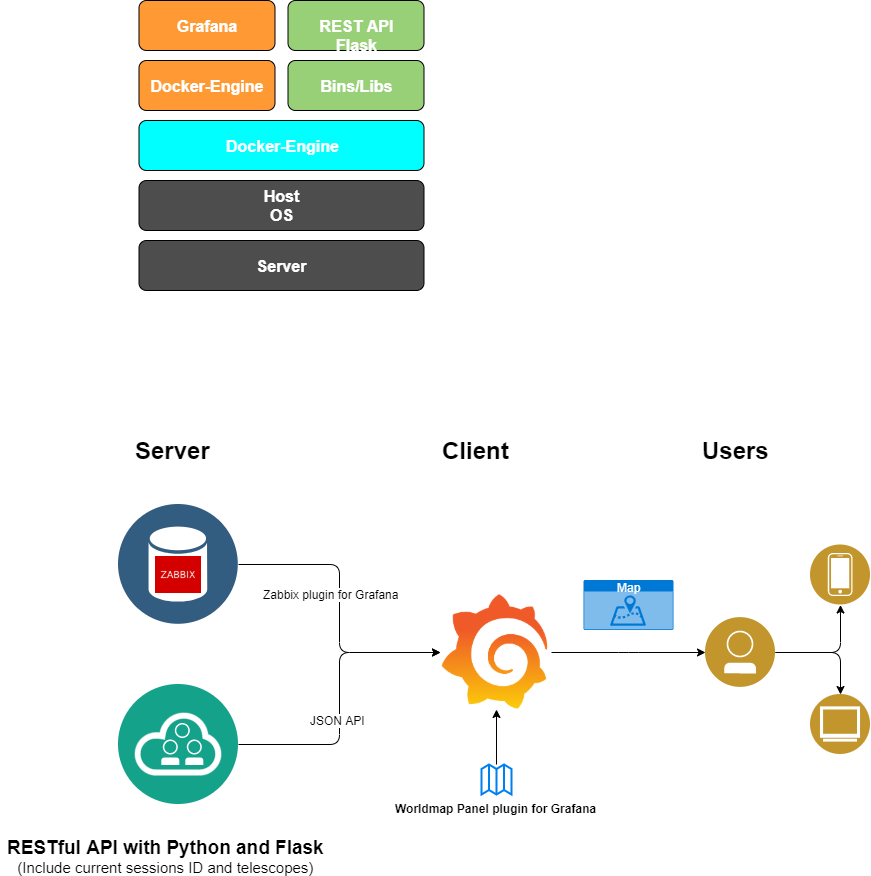 Grafana
REST API
Flask
Docker-Engine
Bins/Libs
Docker-Engine
Host
OS
Server
Server
Client
Users
ZABBIX
Zabbix plugin for Grafana
Map
JSON API
Worldmap Panel plugin for Grafana
RESTful API with Python and Flask
(Include current sessions ID and telescopes)